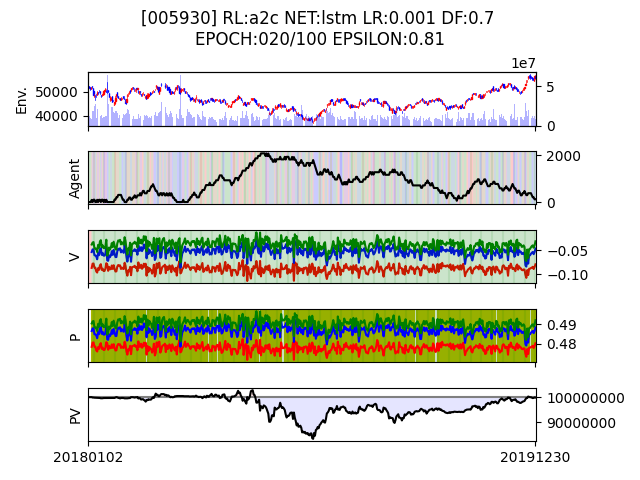 [005930] RL:a2c NET:lstm LR:0.001 DF:0.7
EPOCH:020/100 EPSILON:0.81
1e7
Env.
50000
40000
5
0
Agent
2000
0
V
−0.05
−0.10
P
0.49
0.48
PV
100000000
90000000
20180102
20191230